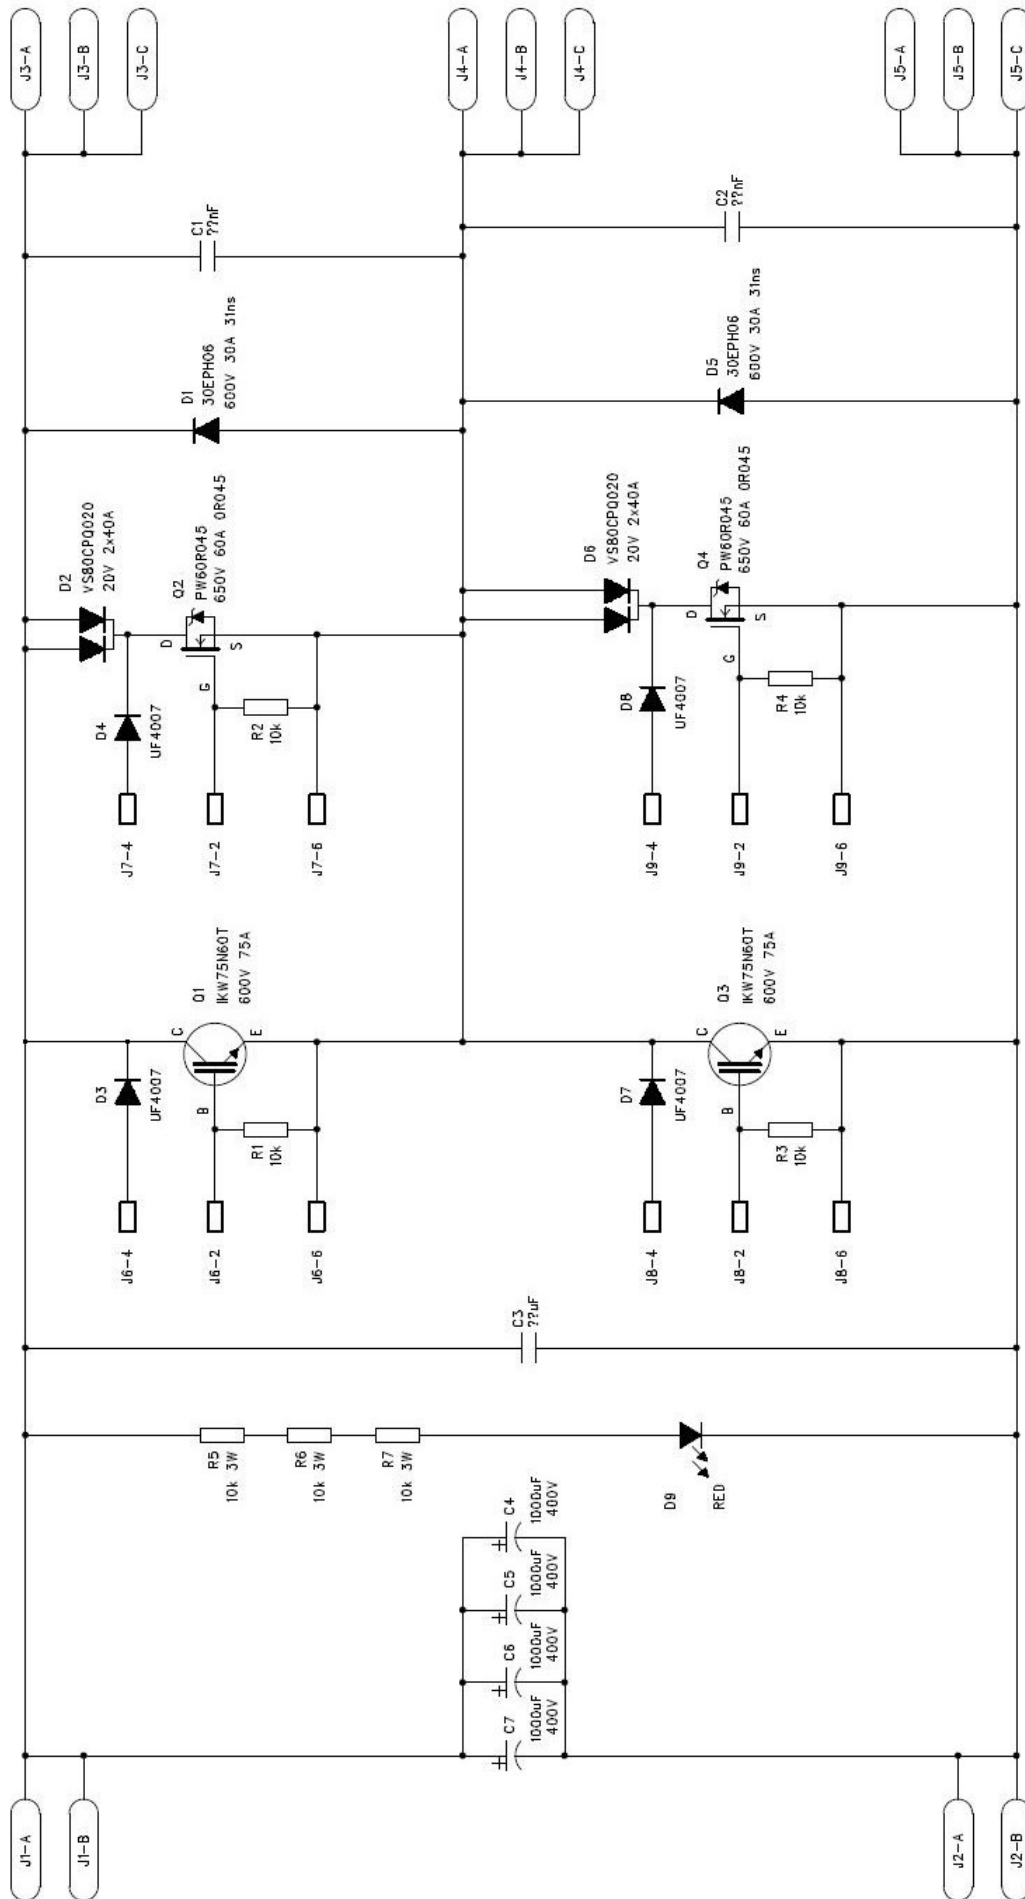 J3-A
J3-B
J3-C
J4-A
J4-B
J4-C
J5-A
J5-B
J5-C
C1
??nF
C2
??nF
D1
30EPH06
600V 30A 31ns
D5
30EPH06
600V 30A 31ns
D2
VS80CPQ020
20V 2x40A
Q2
PW60R045
650V 60A 0R045
D
G
S
D4
UF4007
R2
10k
J7-4
J7-2
J7-6
D6
VS80CPQ020
20V 2x40A
Q4
PW60R045
650V 60A 0R045
D
G
S
D8
UF4007
R4
10k
J9-4
J9-2
J9-6
Q1
IKW75N60T
600V 75A
C
B
E
D3
UF4007
R1
10k
J6-4
J6-2
J6-6
Q3
IKW75N60T
600V 75A
C
B
E
D7
UF4007
R3
10k
J8-4
J8-2
J8-6
C3
??uF
R5
10k 3W
R6
10k 3W
R7
10k 3W
D9
RED
C4
1000uF
400V
C5
1000uF
400V
C6
1000uF
400V
C7
1000uF
400V
J1-A
J1-B
J2-A
J2-B